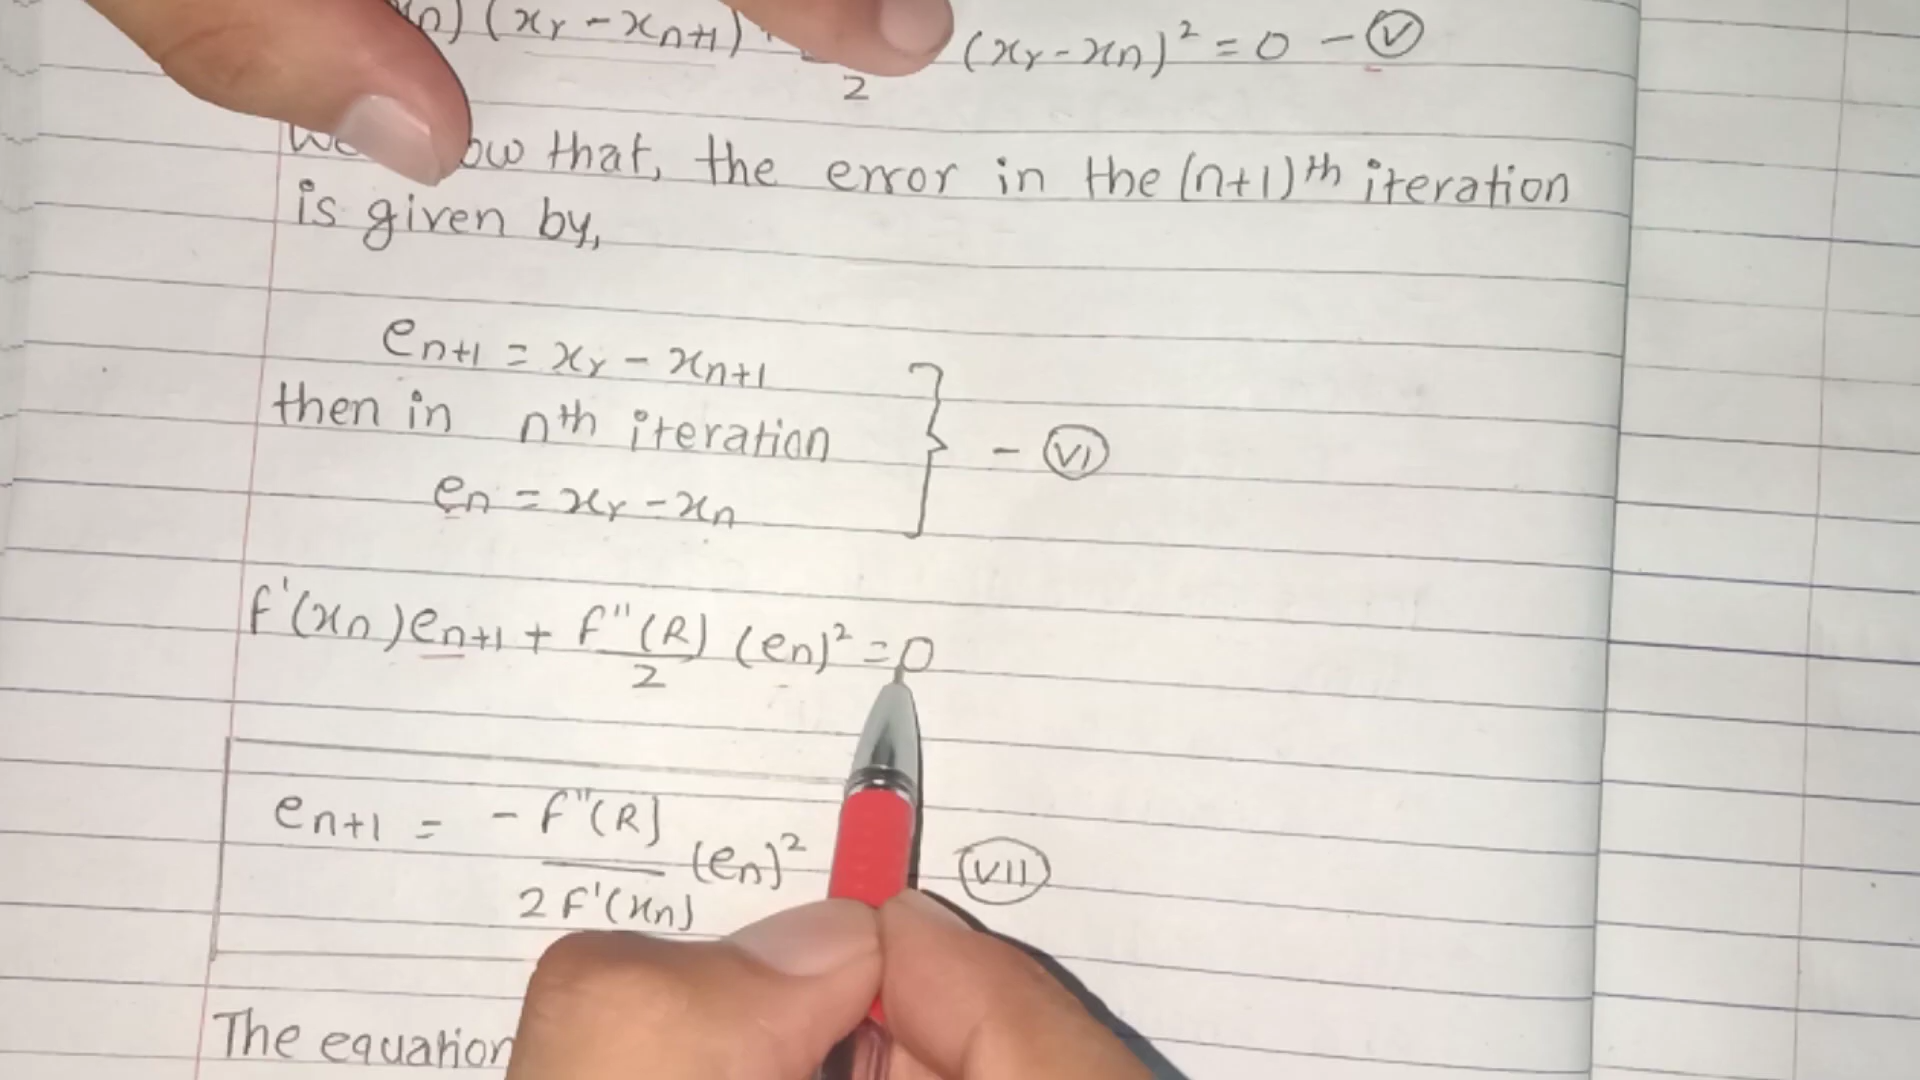 (xᵣ - xₙ₊₁) 2 (xᵣ - xₙ)² = 0 - Ⓥ
that, the error in the (n+1)th iteration
is given by,
eₙ₊₁ = xᵣ - xₙ₊₁
then in nth iteration
- (VI)
eₙ = xᵣ - xₙ
f'(xₙ)eₙ₊₁ + f"(R)/2 (eₙ)² = 0
eₙ₊₁ = - f"(R)/2f'(xₙ) (eₙ)² (VII)
The equation